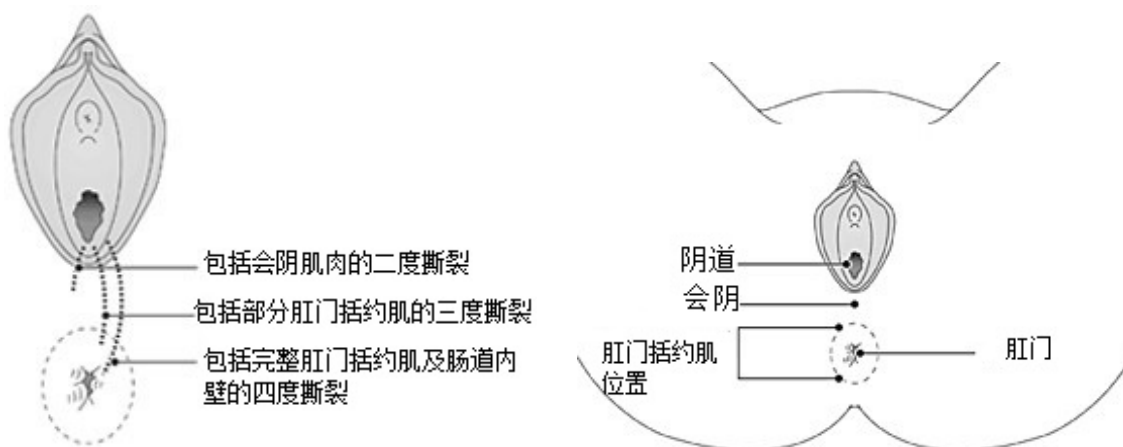 包括会阴肌肉的二度撕裂
包括部分肛门括约肌的三度撕裂
包括完整肛门括约肌及肠道内
壁的四度撕裂
阴道
会阴
肛门括约肌
位置
肛门